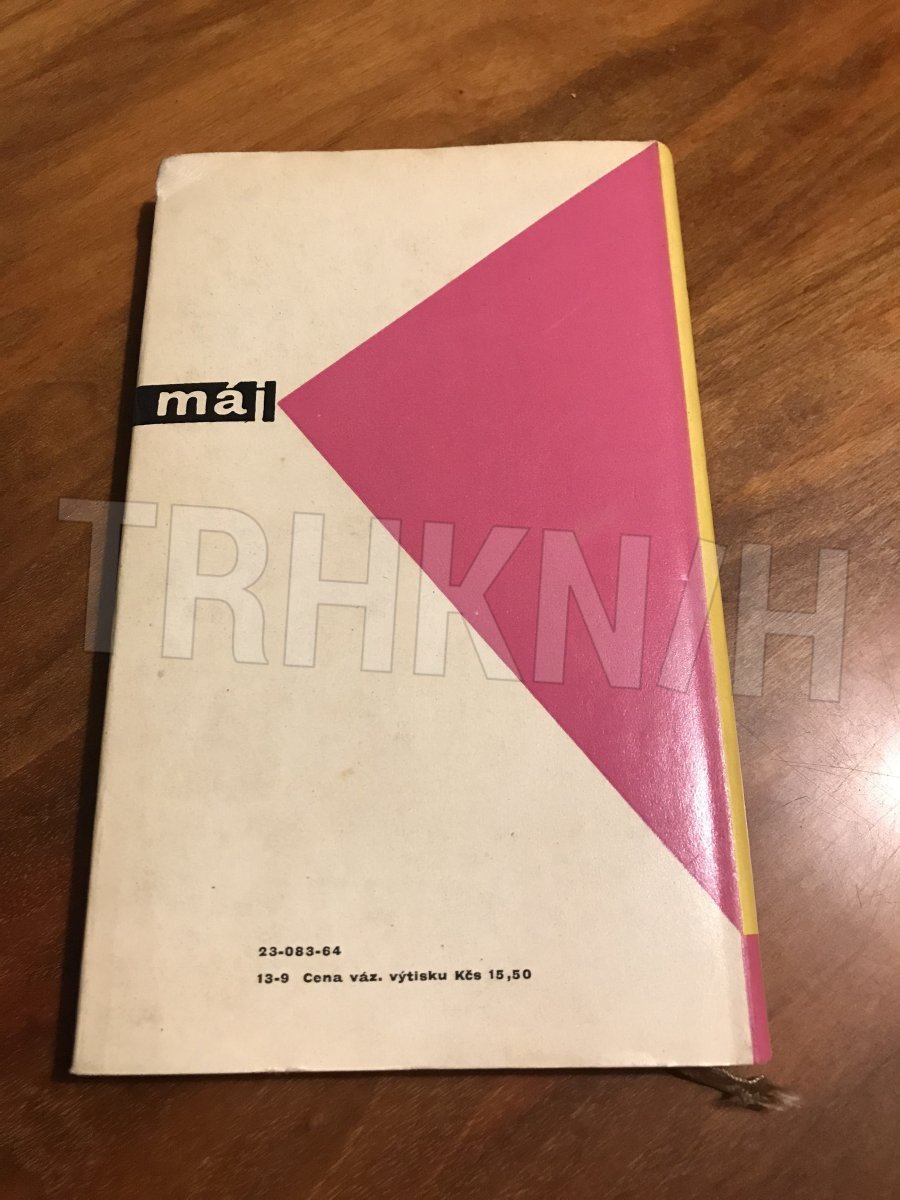 máj
TRHKNIH
23-083-64
13-9 Cena váz. výtisku Kčs 15,50